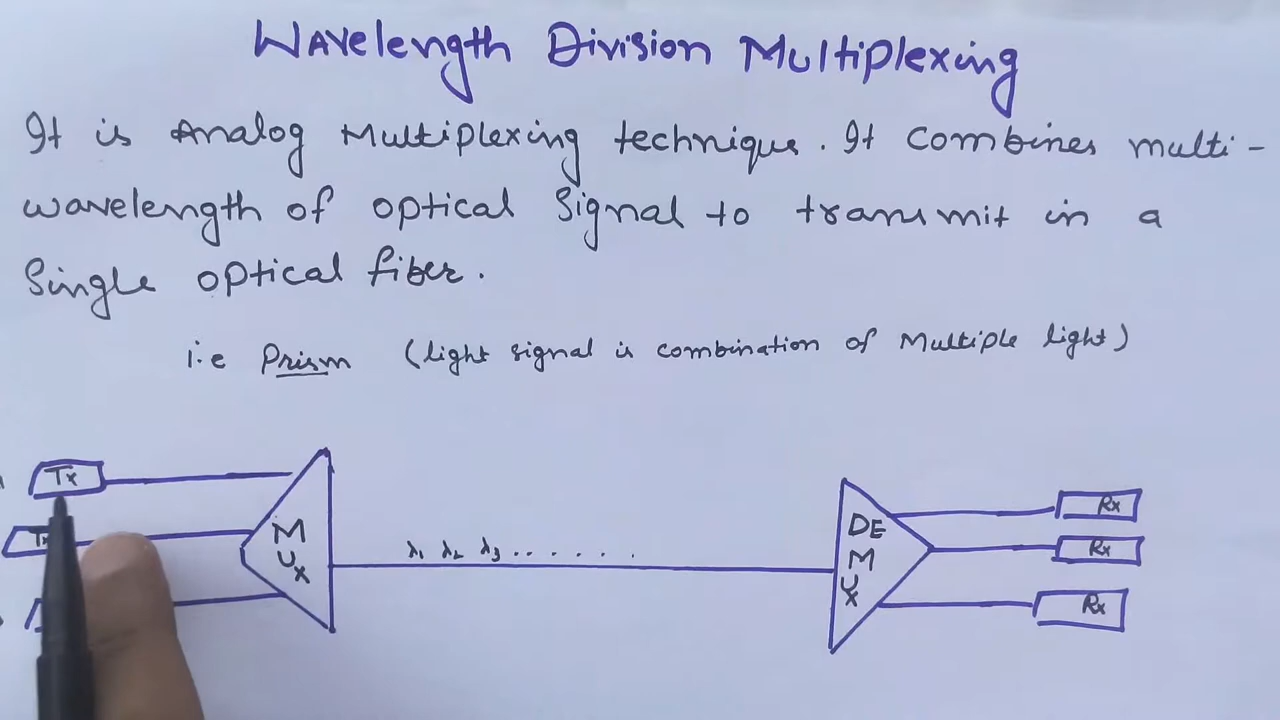 Wavelength Division Multiplexing
It is Analog Multiplexing technique. It combines multi-
wavelength of optical Signal to transmit in a
Single optical fiber.
i.e Prism (light signal is combination of Multiple light)
Tx
MUX
λ₁ λ₂ λ₃ . . . . . . .
DEMUX
Rx
Rx
Rx